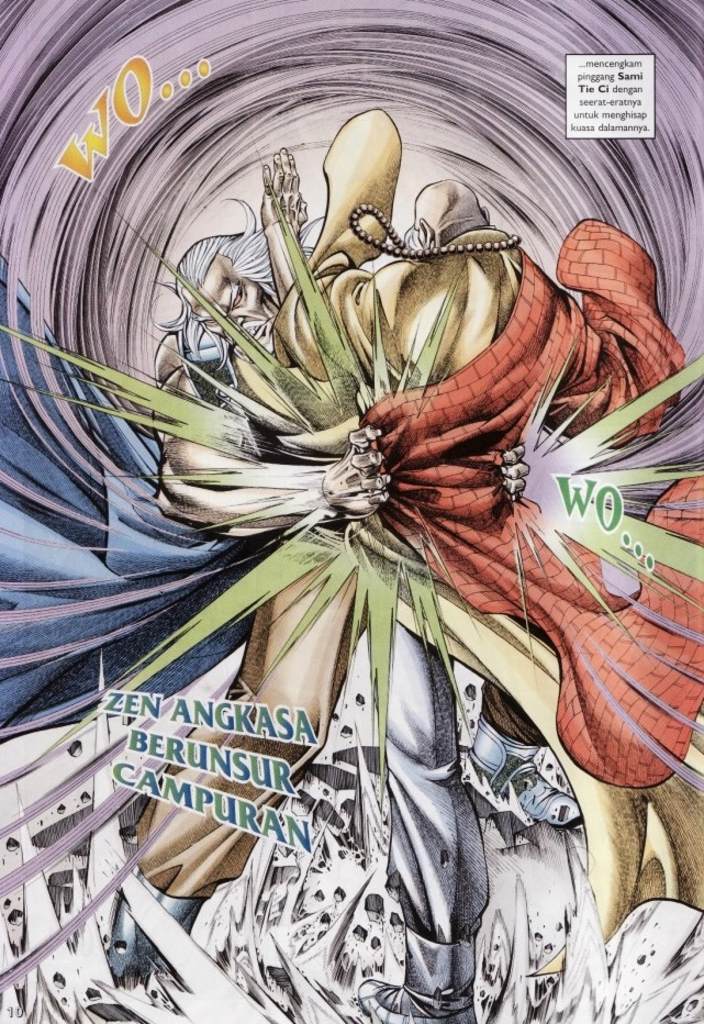 WO...
...mencengkam
pinggang Sami
Tie Ci dengan
seerat-eratnya
untuk menghisap
kuasa dalamannya.
WO...
ZEN ANGKASA
BERUNSUR
CAMPURAN
10